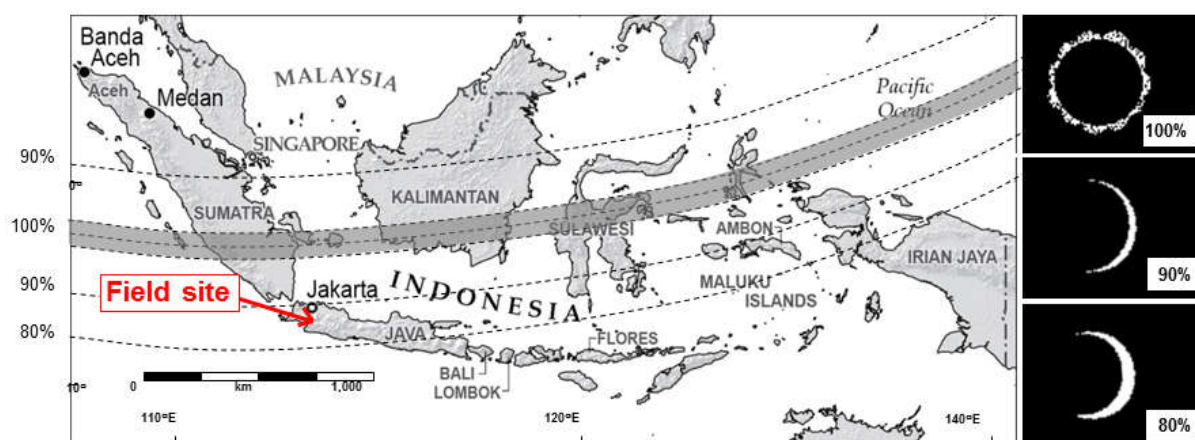 Banda
Aceh
Aceh
Medan
MALAYSIA
SINGAPORE
Pacific
Ocean
90%
0°
KALIMANTAN
SUMATRA
100%
SULAWESI
AMBON
IRIAN JAYA
90%
Field site
Jakarta
INDONESIA
MALUKU
ISLANDS
80%
JAVA
FLORES
BALI
LOMBOK
10°
0
km
1,000
110°E
120°E
140°E
100%
90%
80%